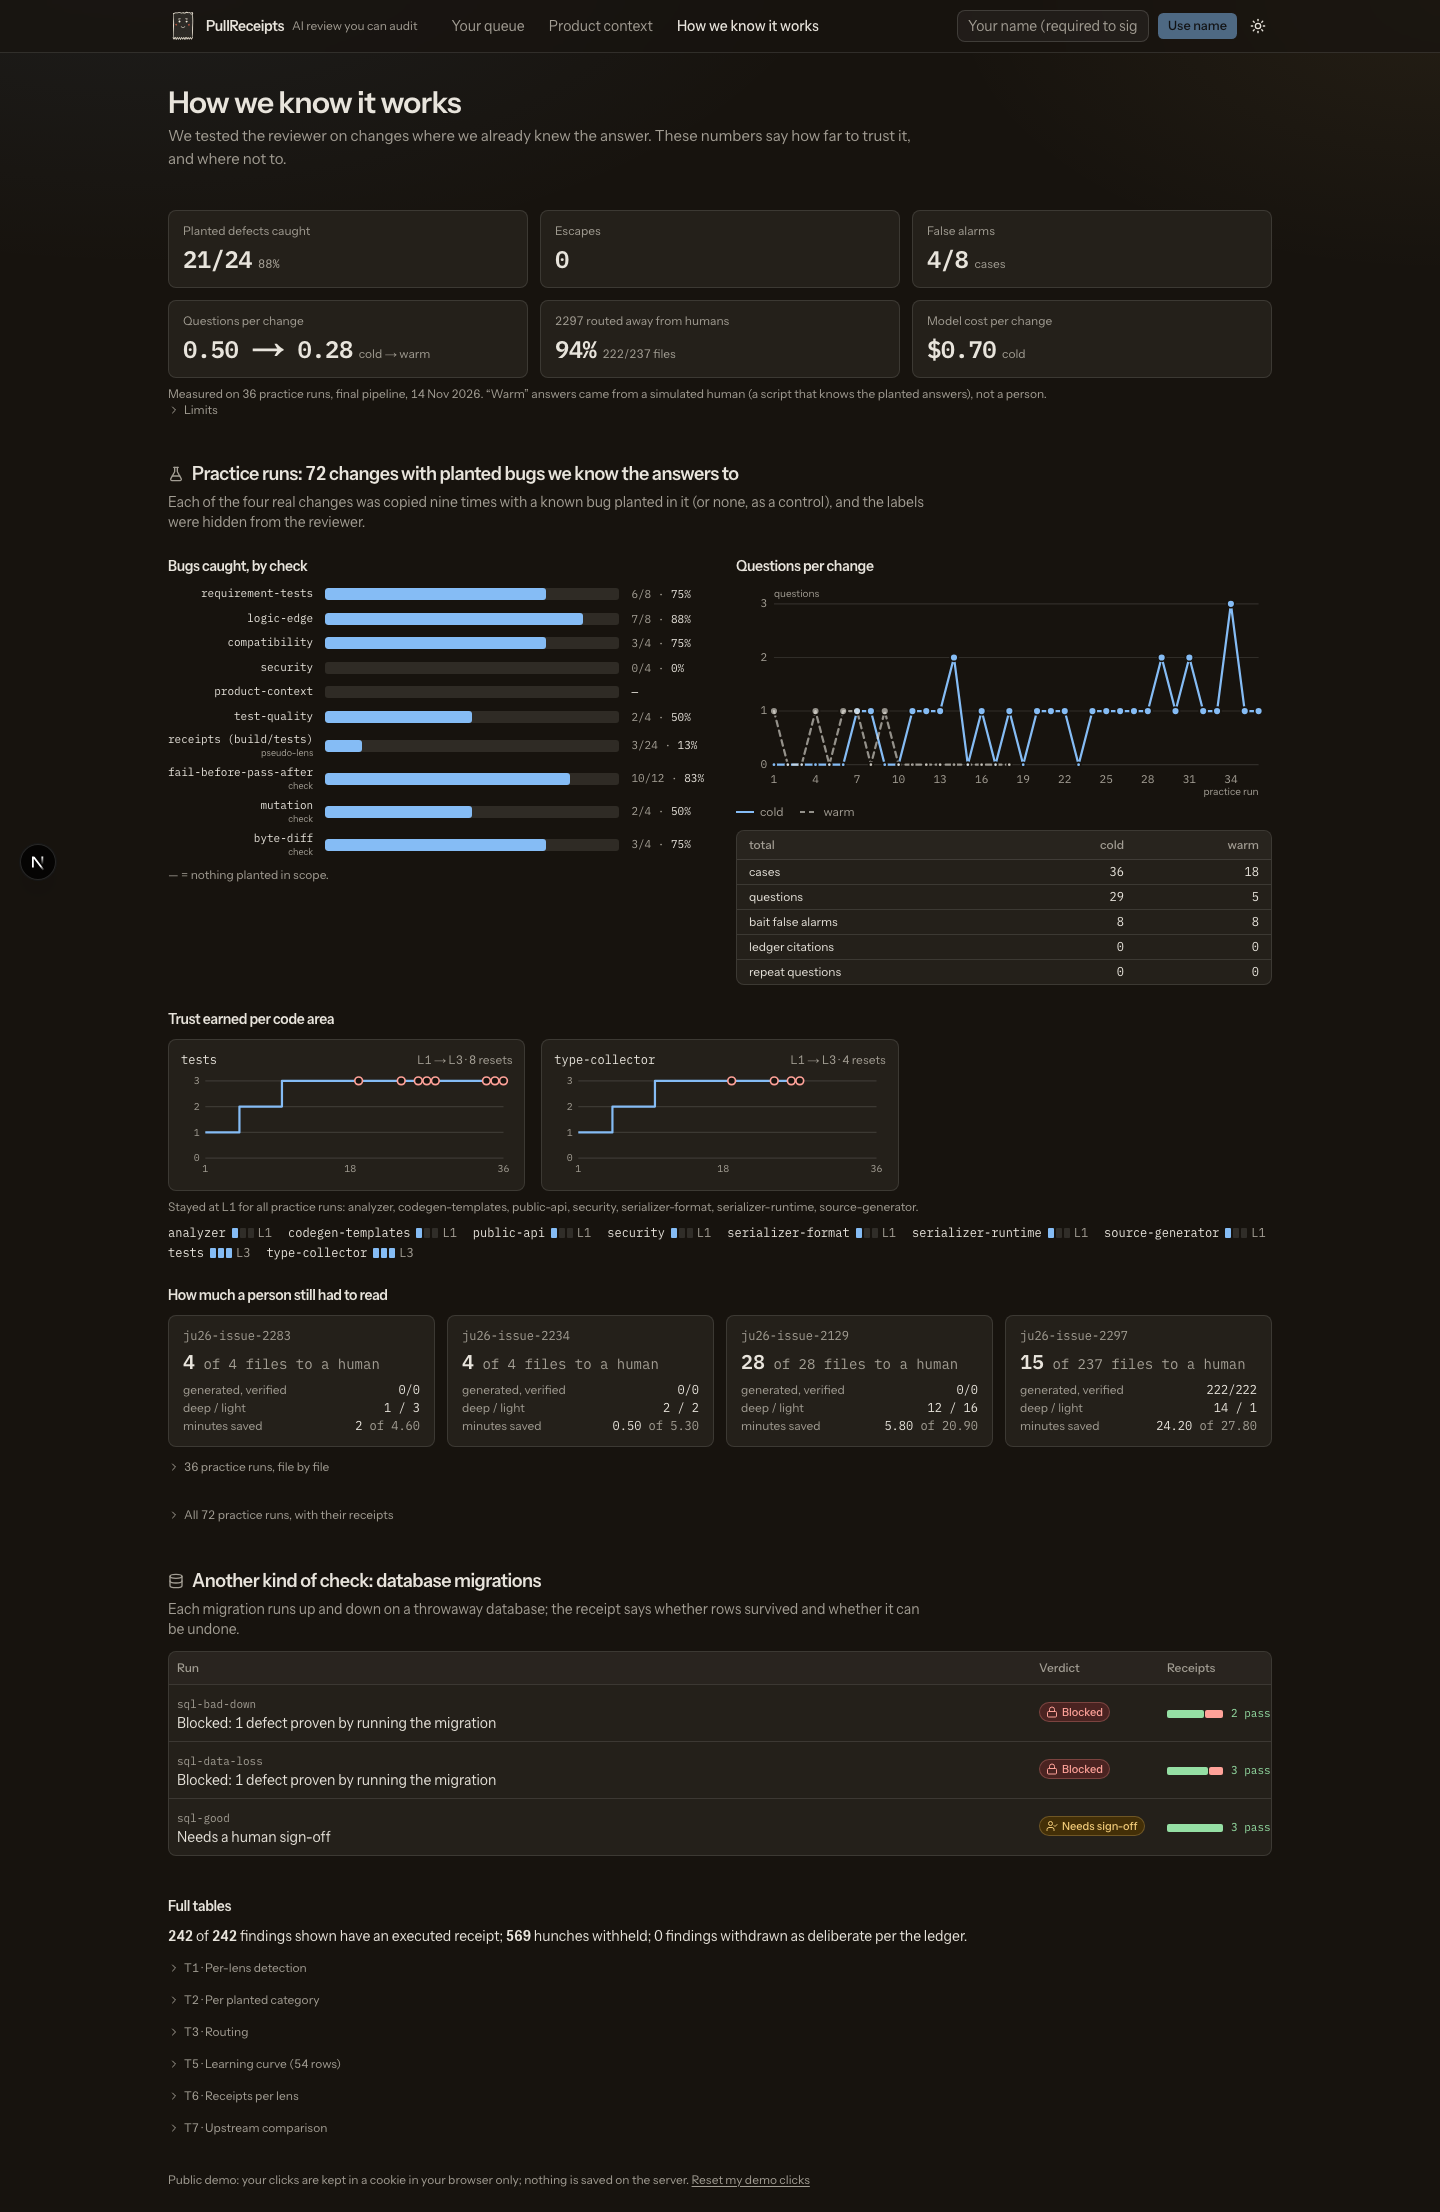 PullReceipts AI review you can audit Your queue Product context How we know it works Your name (required to sig Use name
How we know it works
We tested the reviewer on changes where we already knew the answer. These numbers say how far to trust it,
and where not to.
Planted defects caught
21/24 88%
Escapes
0
False alarms
4/8 cases
Questions per change
0.50 → 0.28 cold → warm
2297 routed away from humans
94% 222/237 files
Model cost per change
$0.70 cold
Measured on 36 practice runs, final pipeline, 14 Nov 2026. “Warm” answers came from a simulated human (a script that knows the planted answers), not a person.
Limits
Practice runs: 72 changes with planted bugs we know the answers to
Each of the four real changes was copied nine times with a known bug planted in it (or none, as a control), and the labels
were hidden from the reviewer.
Bugs caught, by check
requirement-tests 6/8 · 75%
logic-edge 7/8 · 88%
compatibility 3/4 · 75%
security 0/4 · 0%
product-context —
test-quality 2/4 · 50%
receipts (build/tests) 3/24 · 13%
pseudo-lens
fail-before-pass-after 10/12 · 83%
check
mutation 2/4 · 50%
check
byte-diff 3/4 · 75%
check
— = nothing planted in scope.
Questions per change
questions
3
2
1
0
1 4 7 10 13 16 19 22 25 28 31 34
practice run
cold warm
total cold warm
cases 36 18
questions 29 5
bait false alarms 8 8
ledger citations 0 0
repeat questions 0 0
Trust earned per code area
tests L1 → L3 · 8 resets
3
2
1
0
1 18 36
type-collector L1 → L3 · 4 resets
3
2
1
0
1 18 36
Stayed at L1 for all practice runs: analyzer, codegen-templates, public-api, security, serializer-format, serializer-runtime, source-generator.
analyzer L1 codegen-templates L1 public-api L1 security L1 serializer-format L1 serializer-runtime L1 source-generator L1
tests L3 type-collector L3
How much a person still had to read
ju26-issue-2283
4 of 4 files to a human
generated, verified 0/0
deep / light 1 / 3
minutes saved 2 of 4.60
ju26-issue-2234
4 of 4 files to a human
generated, verified 0/0
deep / light 2 / 2
minutes saved 0.50 of 5.30
ju26-issue-2129
28 of 28 files to a human
generated, verified 0/0
deep / light 12 / 16
minutes saved 5.80 of 20.90
ju26-issue-2297
15 of 237 files to a human
generated, verified 222/222
deep / light 14 / 1
minutes saved 24.20 of 27.80
36 practice runs, file by file
All 72 practice runs, with their receipts
Another kind of check: database migrations
Each migration runs up and down on a throwaway database; the receipt says whether rows survived and whether it can
be undone.
Run Verdict Receipts
sql-bad-down
Blocked: 1 defect proven by running the migration Blocked 2 pass
sql-data-loss
Blocked: 1 defect proven by running the migration Blocked 3 pass
sql-good
Needs a human sign-off Needs sign-off 3 pass
Full tables
242 of 242 findings shown have an executed receipt; 569 hunches withheld; 0 findings withdrawn as deliberate per the ledger.
T1 · Per-lens detection
T2 · Per planted category
T3 · Routing
T5 · Learning curve (54 rows)
T6 · Receipts per lens
T7 · Upstream comparison
Public demo: your clicks are kept in a cookie in your browser only; nothing is saved on the server. Reset my demo clicks